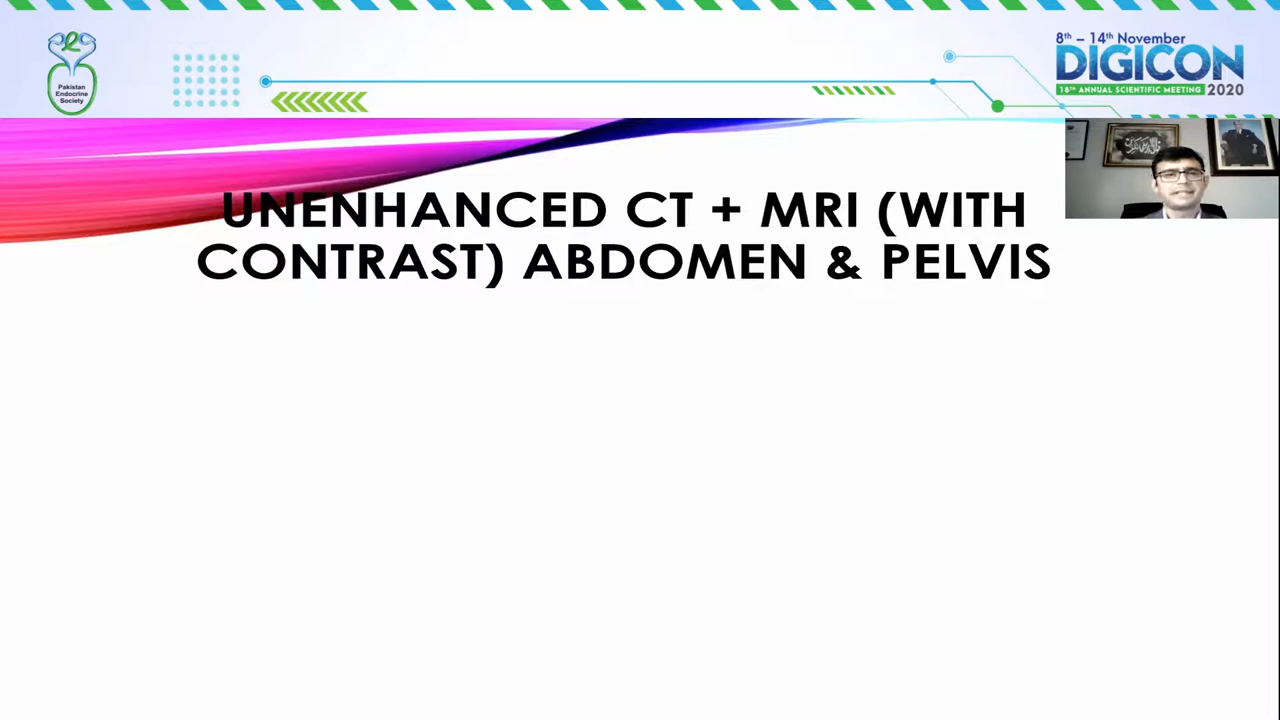 Pakistan
Endocrine
Society
8th – 14th November
DIGICON
18TH ANNUAL SCIENTIFIC MEETING 2020
UNENHANCED CT + MRI (WITH
CONTRAST) ABDOMEN & PELVIS